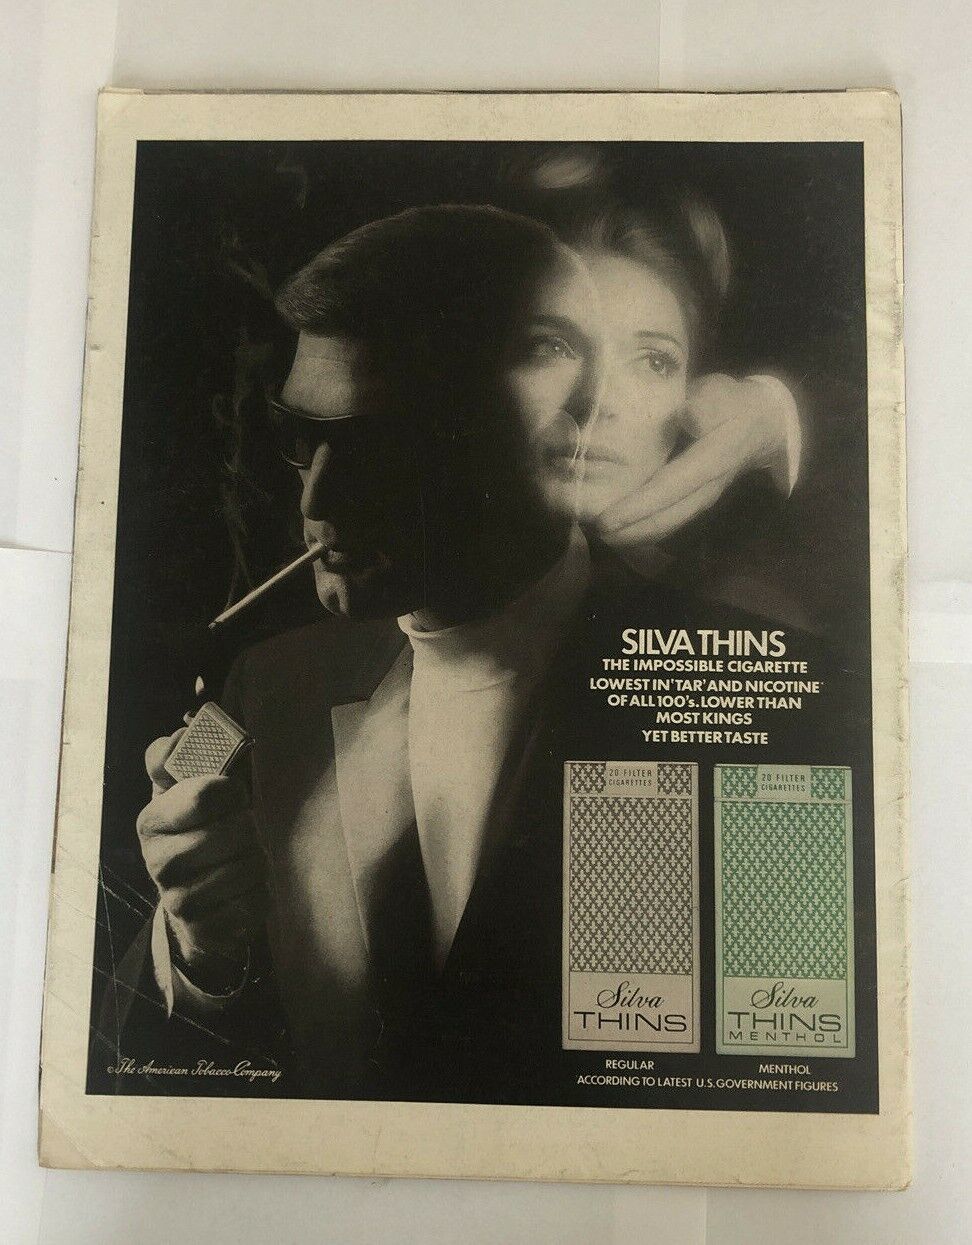 SILVA THINS
THE IMPOSSIBLE CIGARETTE
LOWEST IN 'TAR' AND NICOTINE*
OF ALL 100's. LOWER THAN
MOST KINGS
YET BETTER TASTE
20 FILTER
CIGARETTES
Silva
THINS
20 FILTER
CIGARETTES
Silva
THINS
MENTHOL
REGULAR
MENTHOL
ACCORDING TO LATEST U.S. GOVERNMENT FIGURES
© The American Tobacco Company